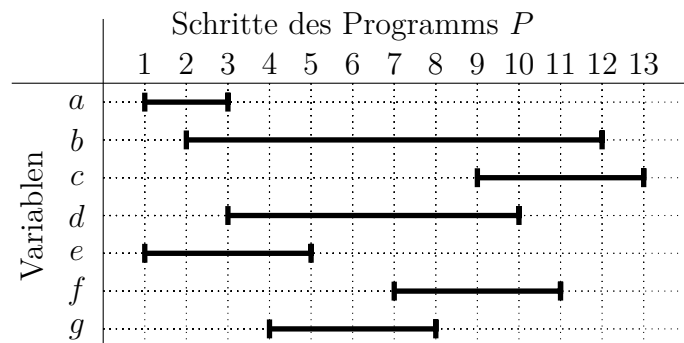 Schritte des Programms P
1 2 3 4 5 6 7 8 9 10 11 12 13
Variablen
a
b
c
d
e
f
g